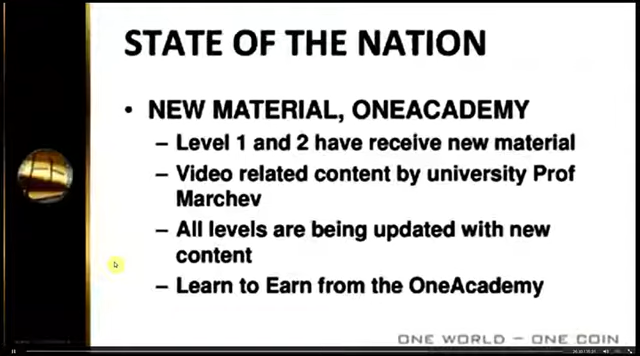 STATE OF THE NATION
• NEW MATERIAL, ONEACADEMY
– Level 1 and 2 have receive new material
– Video related content by university Prof
Marchev
– All levels are being updated with new
content
– Learn to Earn from the OneAcademy
ONE WORLD – ONE COIN